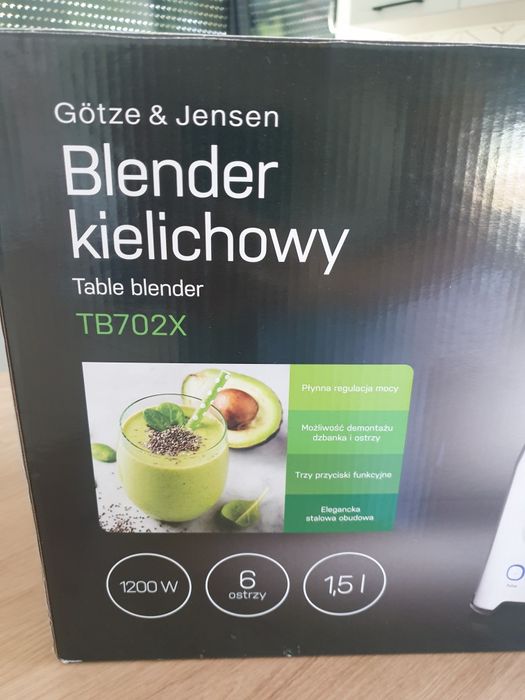 Götze & Jensen
Blender
kielichowy
Table blender
TB702X
Płynna regulacja mocy
Możliwość demontażu
dzbanka i ostrzy
Trzy przyciski funkcyjne
Elegancka
stalowa obudowa
1200 W
6
ostrzy
1,5 l